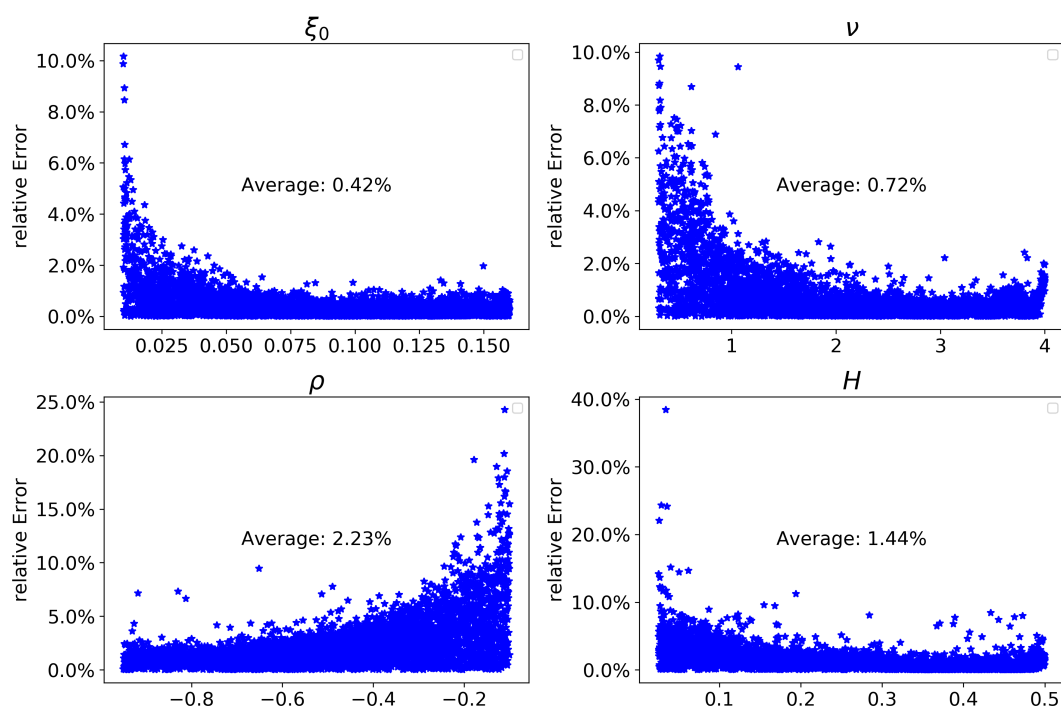 ξ0
ν
relative Error
10.0%
8.0%
6.0%
4.0%
2.0%
0.0%
Average: 0.42%
0.025 0.050 0.075 0.100 0.125 0.150
relative Error
10.0%
8.0%
6.0%
4.0%
2.0%
0.0%
Average: 0.72%
1 2 3 4
ρ
H
relative Error
25.0%
20.0%
15.0%
10.0%
5.0%
0.0%
Average: 2.23%
−0.8 −0.6 −0.4 −0.2
relative Error
40.0%
30.0%
20.0%
10.0%
0.0%
Average: 1.44%
0.1 0.2 0.3 0.4 0.5